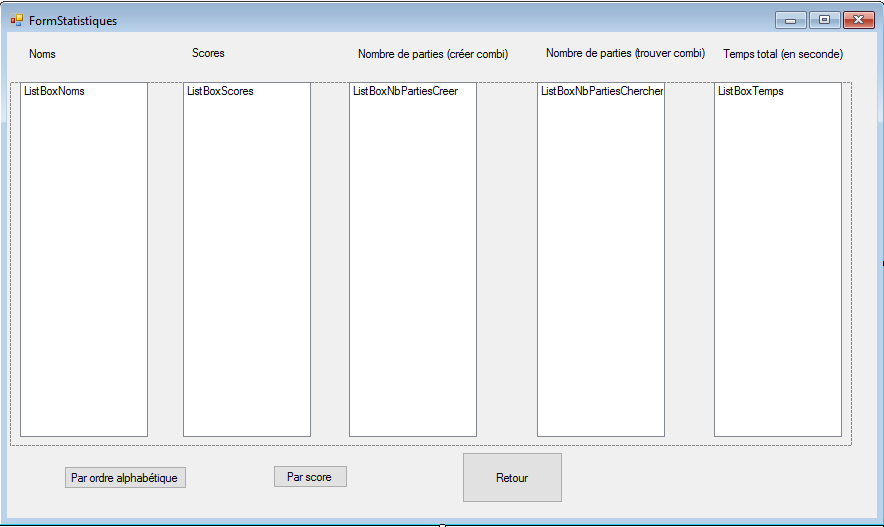 FormStatistiques
Noms
Scores
Nombre de parties (créer combi)
Nombre de parties (trouver combi)
Temps total (en seconde)
ListBoxNoms
ListBoxScores
ListBoxNbPartiesCreer
ListBoxNbPartiesChercher
ListBoxTemps
Par ordre alphabétique
Par score
Retour